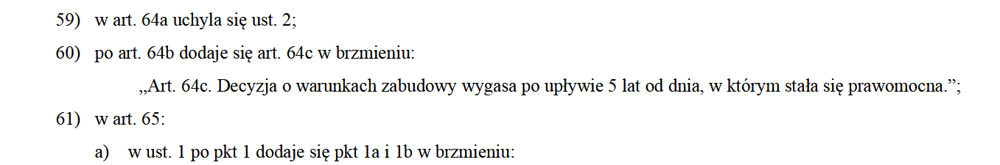 59) w art. 64a uchyla się ust. 2;
60) po art. 64b dodaje się art. 64c w brzmieniu:
„Art. 64c. Decyzja o warunkach zabudowy wygasa po upływie 5 lat od dnia, w którym stała się prawomocna.”;
61) w art. 65:
a) w ust. 1 po pkt 1 dodaje się pkt 1a i 1b w brzmieniu: